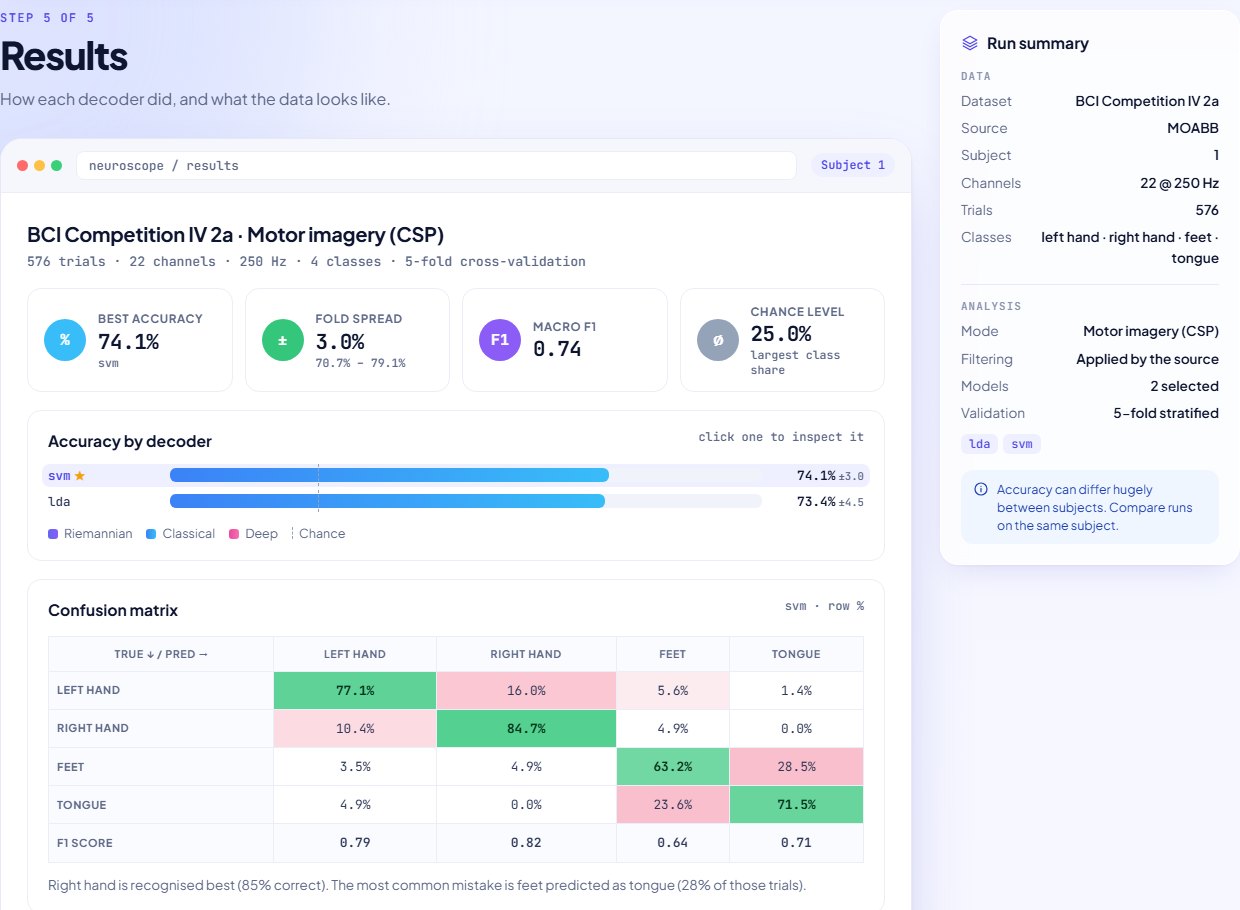 STEP 5 OF 5
Results
How each decoder did, and what the data looks like.
neuroscope / results
Subject 1
BCI Competition IV 2a · Motor imagery (CSP)
576 trials · 22 channels · 250 Hz · 4 classes · 5-fold cross-validation
%
BEST ACCURACY
74.1%
svm
±
FOLD SPREAD
3.0%
70.7% – 79.1%
F1
MACRO F1
0.74
ø
CHANCE LEVEL
25.0%
largest class
share
Accuracy by decoder
click one to inspect it
svm ★ 74.1% ±3.0
lda 73.4% ±4.5
Riemannian Classical Deep Chance
Confusion matrix
svm · row %
TRUE ↓ / PRED → LEFT HAND RIGHT HAND FEET TONGUE
LEFT HAND 77.1% 16.0% 5.6% 1.4%
RIGHT HAND 10.4% 84.7% 4.9% 0.0%
FEET 3.5% 4.9% 63.2% 28.5%
TONGUE 4.9% 0.0% 23.6% 71.5%
F1 SCORE 0.79 0.82 0.64 0.71
Right hand is recognised best (85% correct). The most common mistake is feet predicted as tongue (28% of those trials).
Run summary
DATA
Dataset BCI Competition IV 2a
Source MOABB
Subject 1
Channels 22 @ 250 Hz
Trials 576
Classes left hand · right hand · feet ·
tongue
ANALYSIS
Mode Motor imagery (CSP)
Filtering Applied by the source
Models 2 selected
Validation 5-fold stratified
lda svm
Accuracy can differ hugely
between subjects. Compare runs
on the same subject.